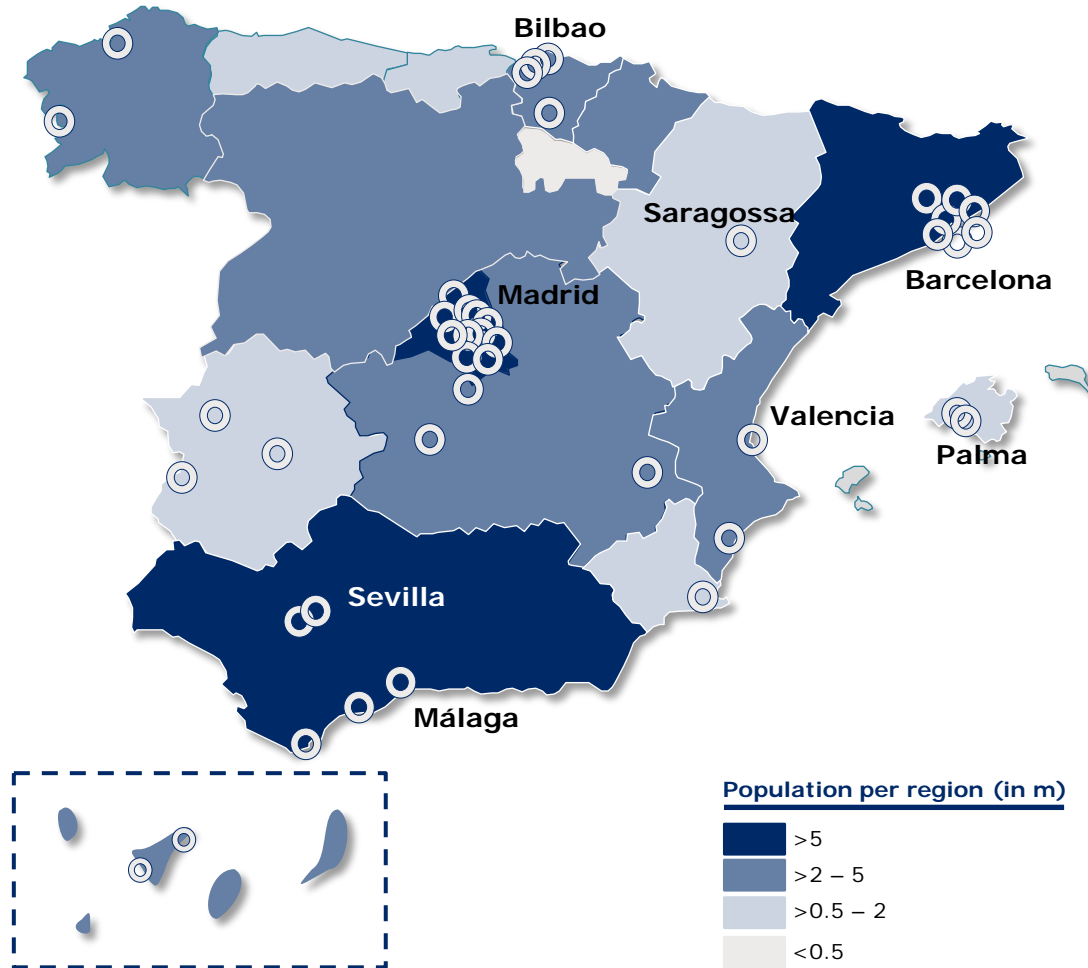 Bilbao
Saragossa
Barcelona
Madrid
Valencia
Palma
Sevilla
Málaga
Population per region (in m)
>5
>2 – 5
>0.5 – 2
<0.5